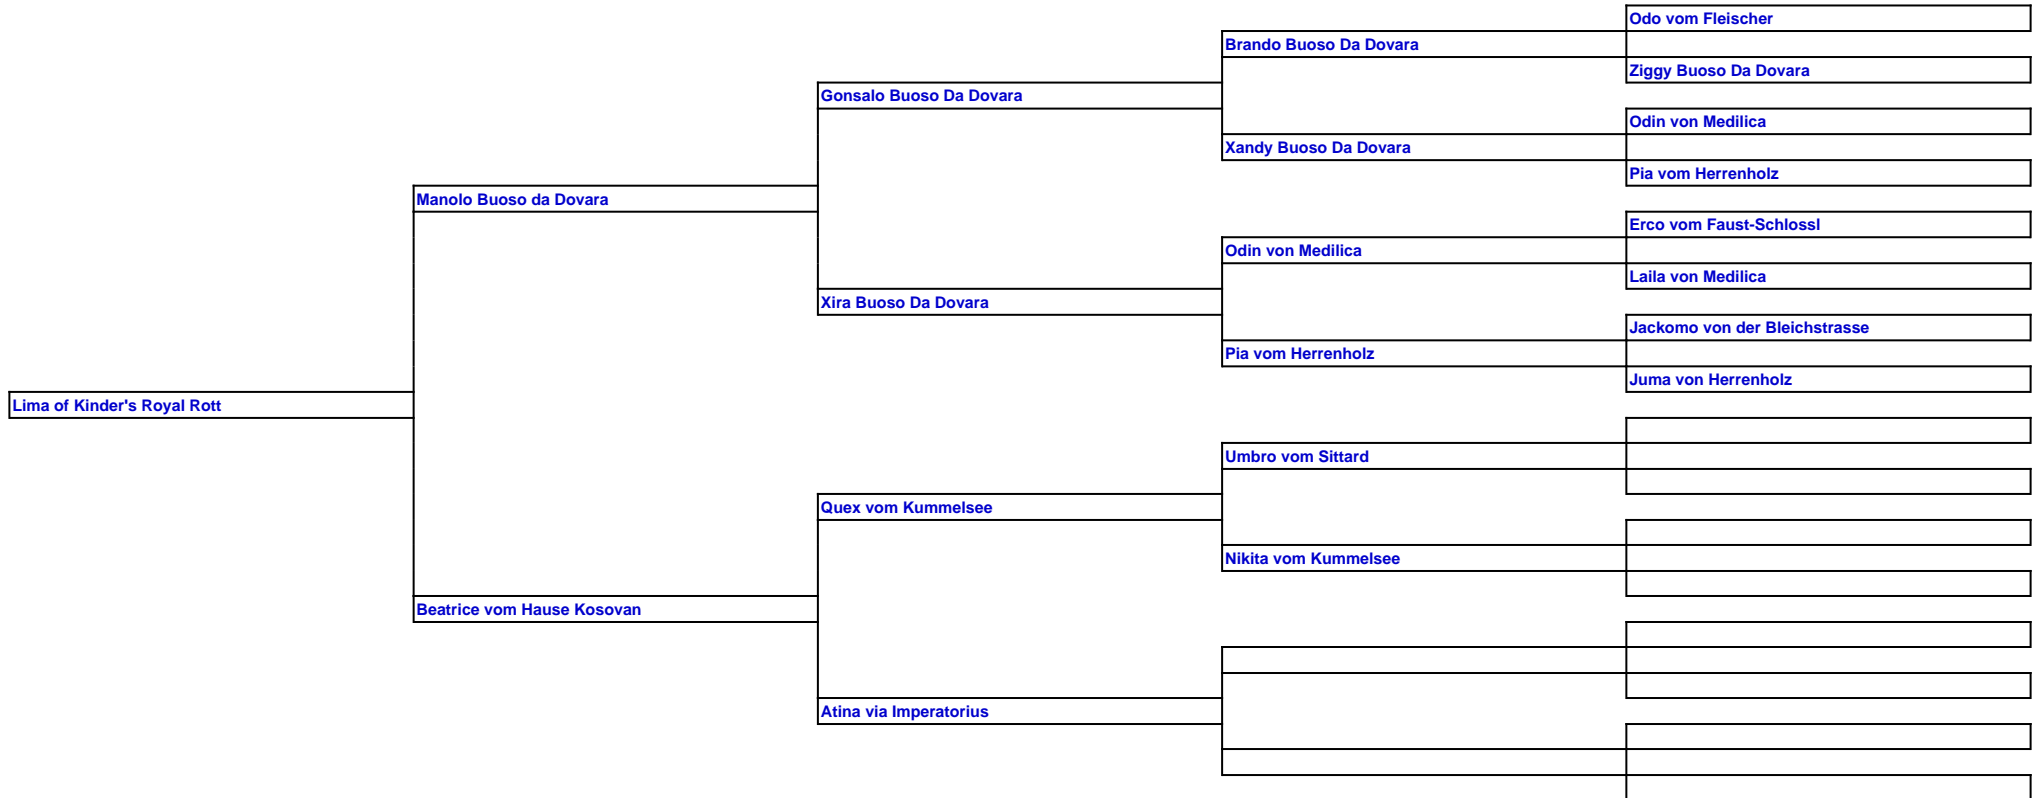 Odo vom Fleischer
Brando Buoso Da Dovara
Ziggy Buoso Da Dovara
Gonsalo Buoso Da Dovara
Odin von Medilica
Xandy Buoso Da Dovara
Pia vom Herrenholz
Manolo Buoso da Dovara
Erco vom Faust-Schlossl
Odin von Medilica
Laila von Medilica
Xira Buoso Da Dovara
Jackomo von der Bleichstrasse
Pia vom Herrenholz
Juma von Herrenholz
Lima of Kinder's Royal Rott
Umbro vom Sittard
Quex vom Kummelsee
Nikita vom Kummelsee
Beatrice vom Hause Kosovan
Atina via Imperatorius